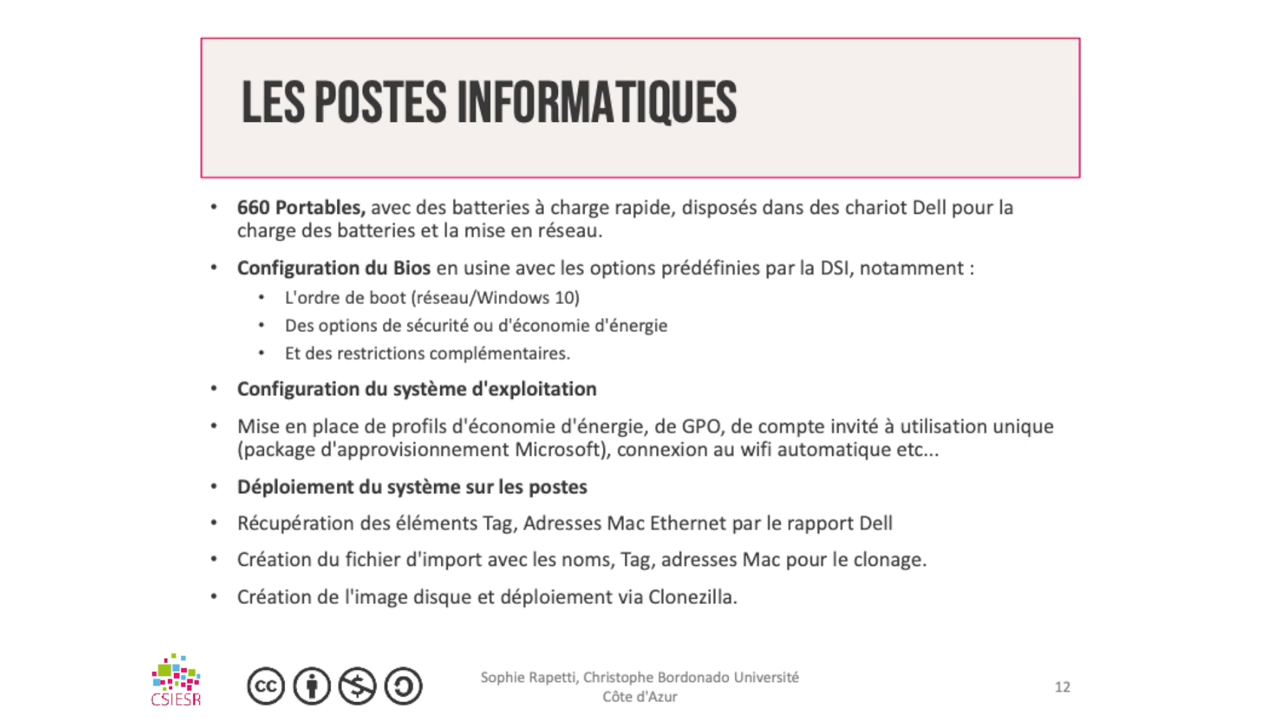 LES POSTES INFORMATIQUES
• 660 Portables, avec des batteries à charge rapide, disposés dans des chariot Dell pour la
charge des batteries et la mise en réseau.
• Configuration du Bios en usine avec les options prédéfinies par la DSI, notamment :
• L'ordre de boot (réseau/Windows 10)
• Des options de sécurité ou d'économie d'énergie
• Et des restrictions complémentaires.
• Configuration du système d'exploitation
• Mise en place de profils d'économie d'énergie, de GPO, de compte invité à utilisation unique
(package d'approvisionnement Microsoft), connexion au wifi automatique etc...
• Déploiement du système sur les postes
• Récupération des éléments Tag, Adresses Mac Ethernet par le rapport Dell
• Création du fichier d'import avec les noms, Tag, adresses Mac pour le clonage.
• Création de l'image disque et déploiement via Clonezilla.
CSIESR
cc
Sophie Rapetti, Christophe Bordonado Université
Côte d'Azur
12